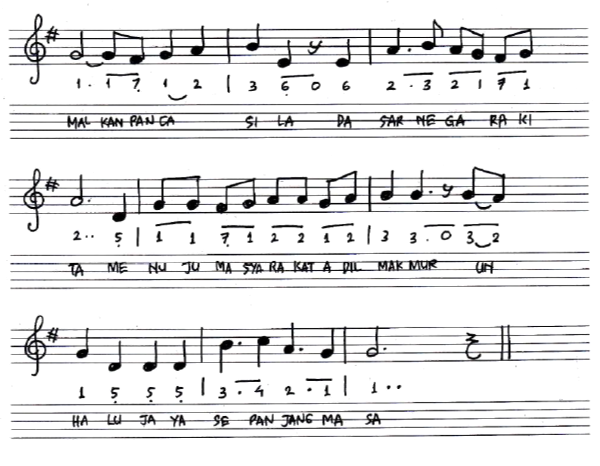 1 . 1 7̣ 1 2 | 3 6̣ 0 6 2 . 3 2 1 7̣ 1
MAL KAN PAN CA SI LA DA SAR NE GA RA KI
2 . . 5̣ | 1 1 7̣ 1 2 2 1 2 | 3 3 . 0 3 2
TA ME NU JU MA SYA RA KAT A DIL MAK MUR UN
1 5̣ 5̣ 5̣ | 3 . 4 2 . 1 | 1 . .
HA LU JA YA SE PAN JANG MA SA